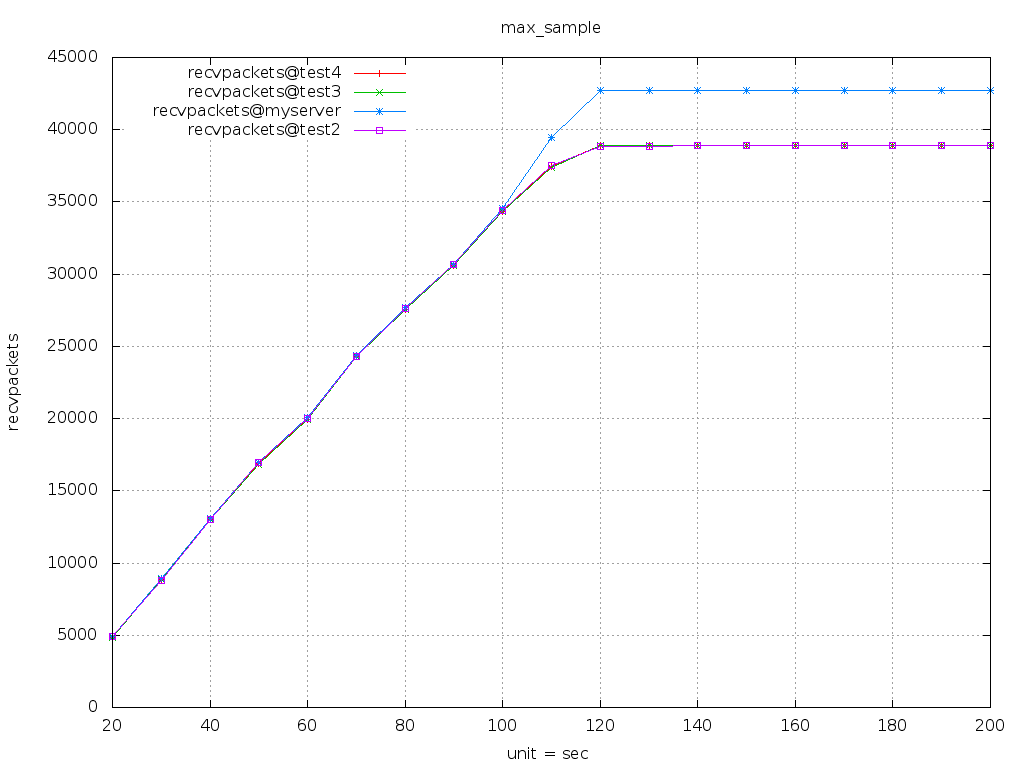 max_sample
45000
40000
35000
30000
25000
20000
15000
10000
5000
0
recvpackets@test4
recvpackets@test3
recvpackets@myserver
recvpackets@test2
recvpackets
20 40 60 80 100 120 140 160 180 200
unit = sec